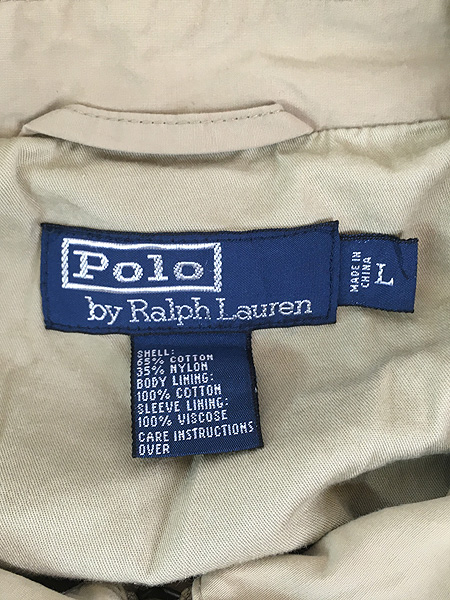 Polo
by Ralph Lauren
MADE IN
CHINA
L
SHELL:
65% COTTON
35% NYLON
BODY LINING:
100% COTTON
SLEEVE LINING:
100% VISCOSE
CARE INSTRUCTIONS
OVER